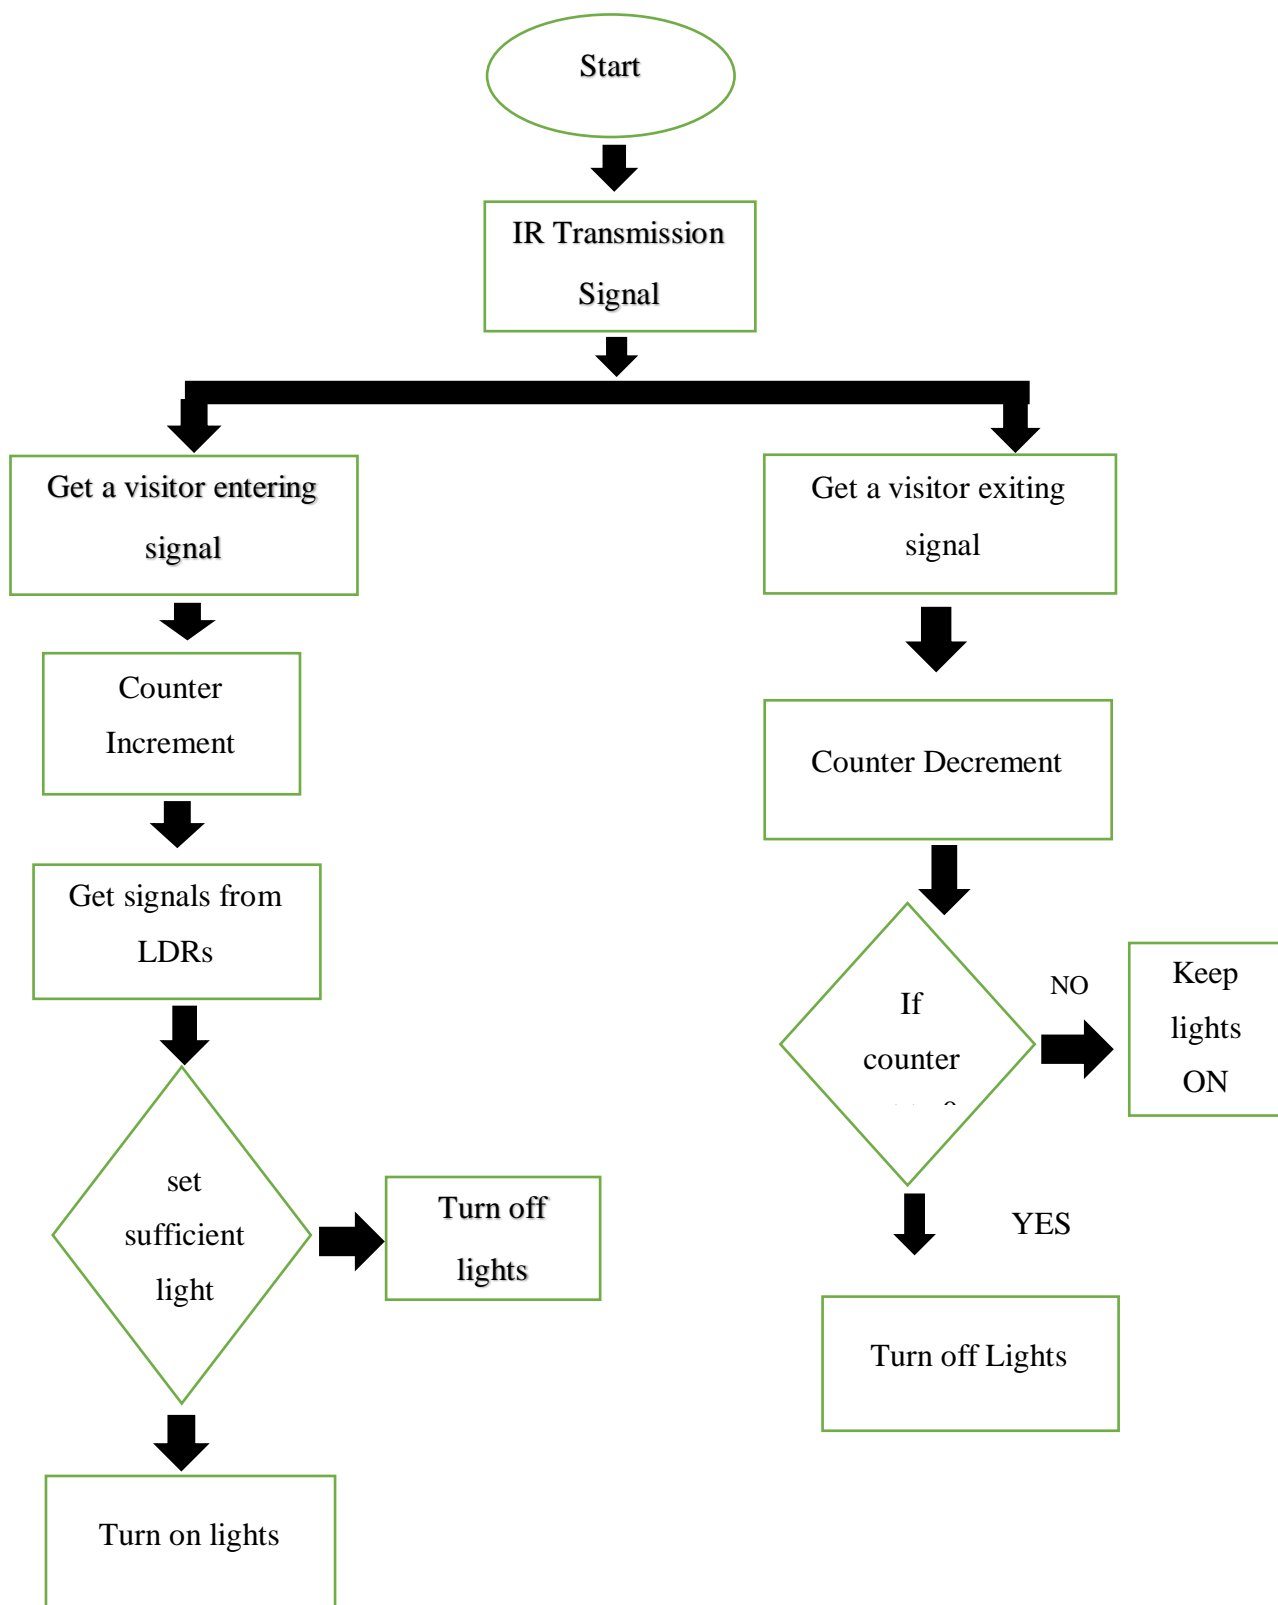 Start
IR Transmission
Signal
Get a visitor entering
signal
Get a visitor exiting
signal
Counter
Increment
Counter Decrement
Get signals from
LDRs
If
counter
NO
Keep
lights
ON
set
sufficient
light
Turn off
lights
YES
Turn off Lights
Turn on lights